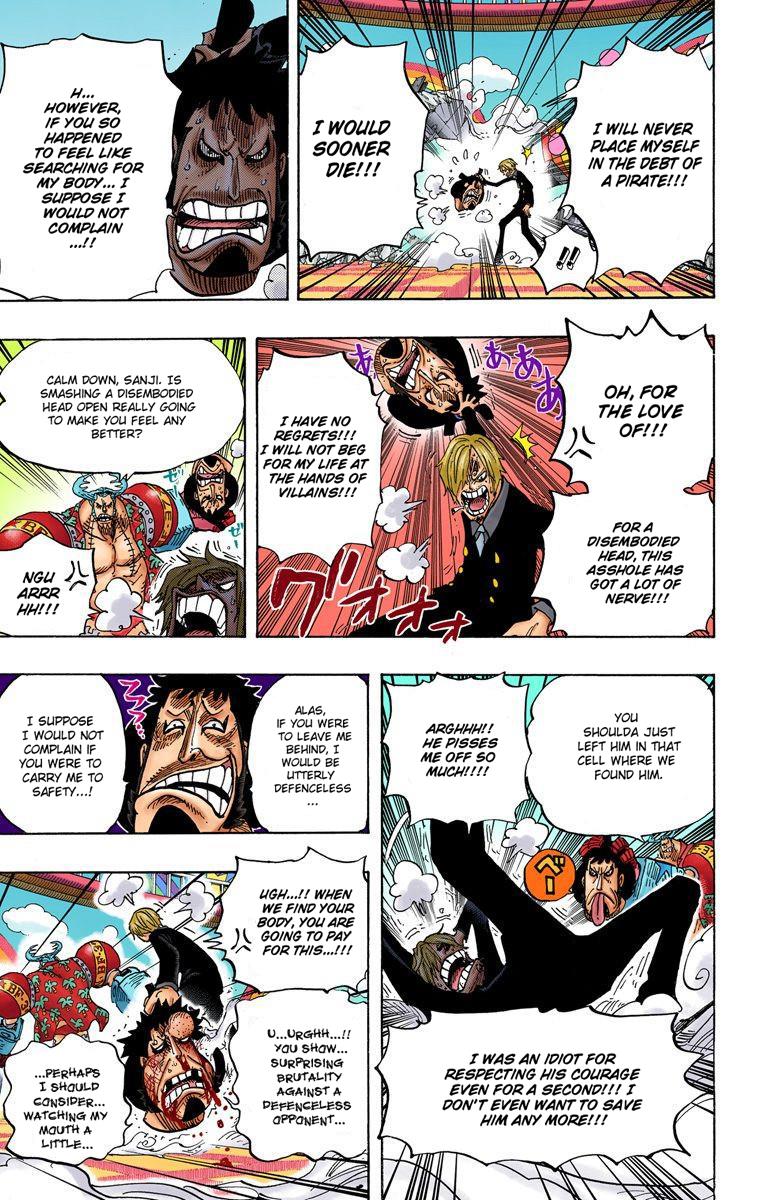 I WILL NEVER
PLACE MYSELF
IN THE DEBT OF
A PIRATE!!!
I WOULD
SOONER
DIE!!!
!!
H...
HOWEVER,
IF YOU SO
HAPPENED
TO FEEL LIKE
SEARCHING FOR
MY BODY... I
SUPPOSE I
WOULD NOT
COMPLAIN
...!!
OH, FOR
THE LOVE
OF!!!
FOR A
DISEMBODIED
HEAD, THIS
ASSHOLE HAS
GOT A LOT OF
NERVE!!!
ああああ
あ
I HAVE NO
REGRETS!!!
I WILL NOT BEG
FOR MY LIFE AT
THE HANDS OF
VILLAINS!!!
グオオオ
CALM DOWN, SANJI. IS
SMASHING A DISEMBODIED
HEAD OPEN REALLY GOING
TO MAKE YOU FEEL ANY
BETTER?
ゼー
ゼー
NGU
ARRR
HH!!!
YOU
SHOULDA JUST
LEFT HIM IN THAT
CELL WHERE WE
FOUND HIM.
ARGHHH!!
HE PISSES
ME OFF SO
MUCH!!!!
べー
I WAS AN IDIOT FOR
RESPECTING HIS COURAGE
EVEN FOR A SECOND!!! I
DON'T EVEN WANT TO SAVE
HIM ANY MORE!!!
ALAS,
IF YOU WERE
TO LEAVE ME
BEHIND, I
WOULD BE
UTTERLY
DEFENCELESS
...
I SUPPOSE
I WOULD NOT
COMPLAIN IF
YOU WERE TO
CARRY ME TO
SAFETY...!
UGH...!! WHEN
WE FIND YOUR
BODY, YOU ARE
GOING TO PAY
FOR THIS...!!!
U...URGHH...!!
YOU SHOW...
SURPRISING
BRUTALITY
AGAINST A
DEFENCELESS
OPPONENT...
...PERHAPS
I SHOULD
CONSIDER...
WATCHING MY
MOUTH A
LITTLE...